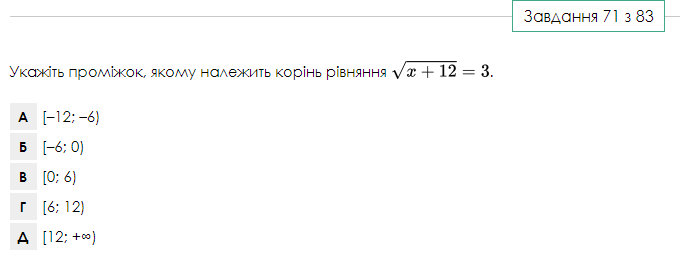 Завдання 71 з 83
Укажіть проміжок, якому належить корінь рівняння √(x + 12) = 3.
А [–12; –6)
Б [–6; 0)
В [0; 6)
Г [6; 12)
Д [12; +∞)